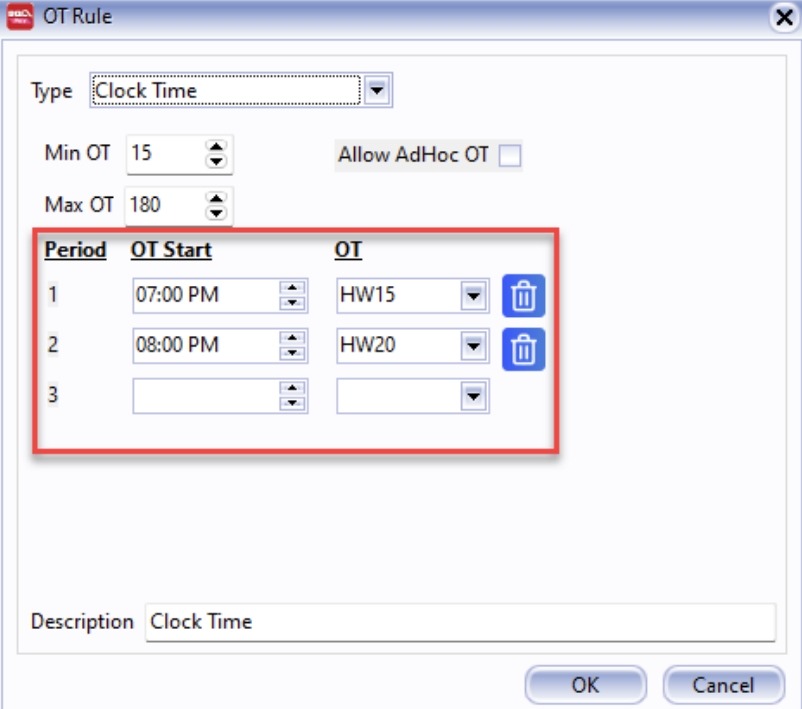 OT Rule
Type Clock Time
Min OT 15 Allow AdHoc OT
Max OT 180
Period OT Start OT
1 07:00 PM HW15
2 08:00 PM HW20
3
Description Clock Time
OK Cancel